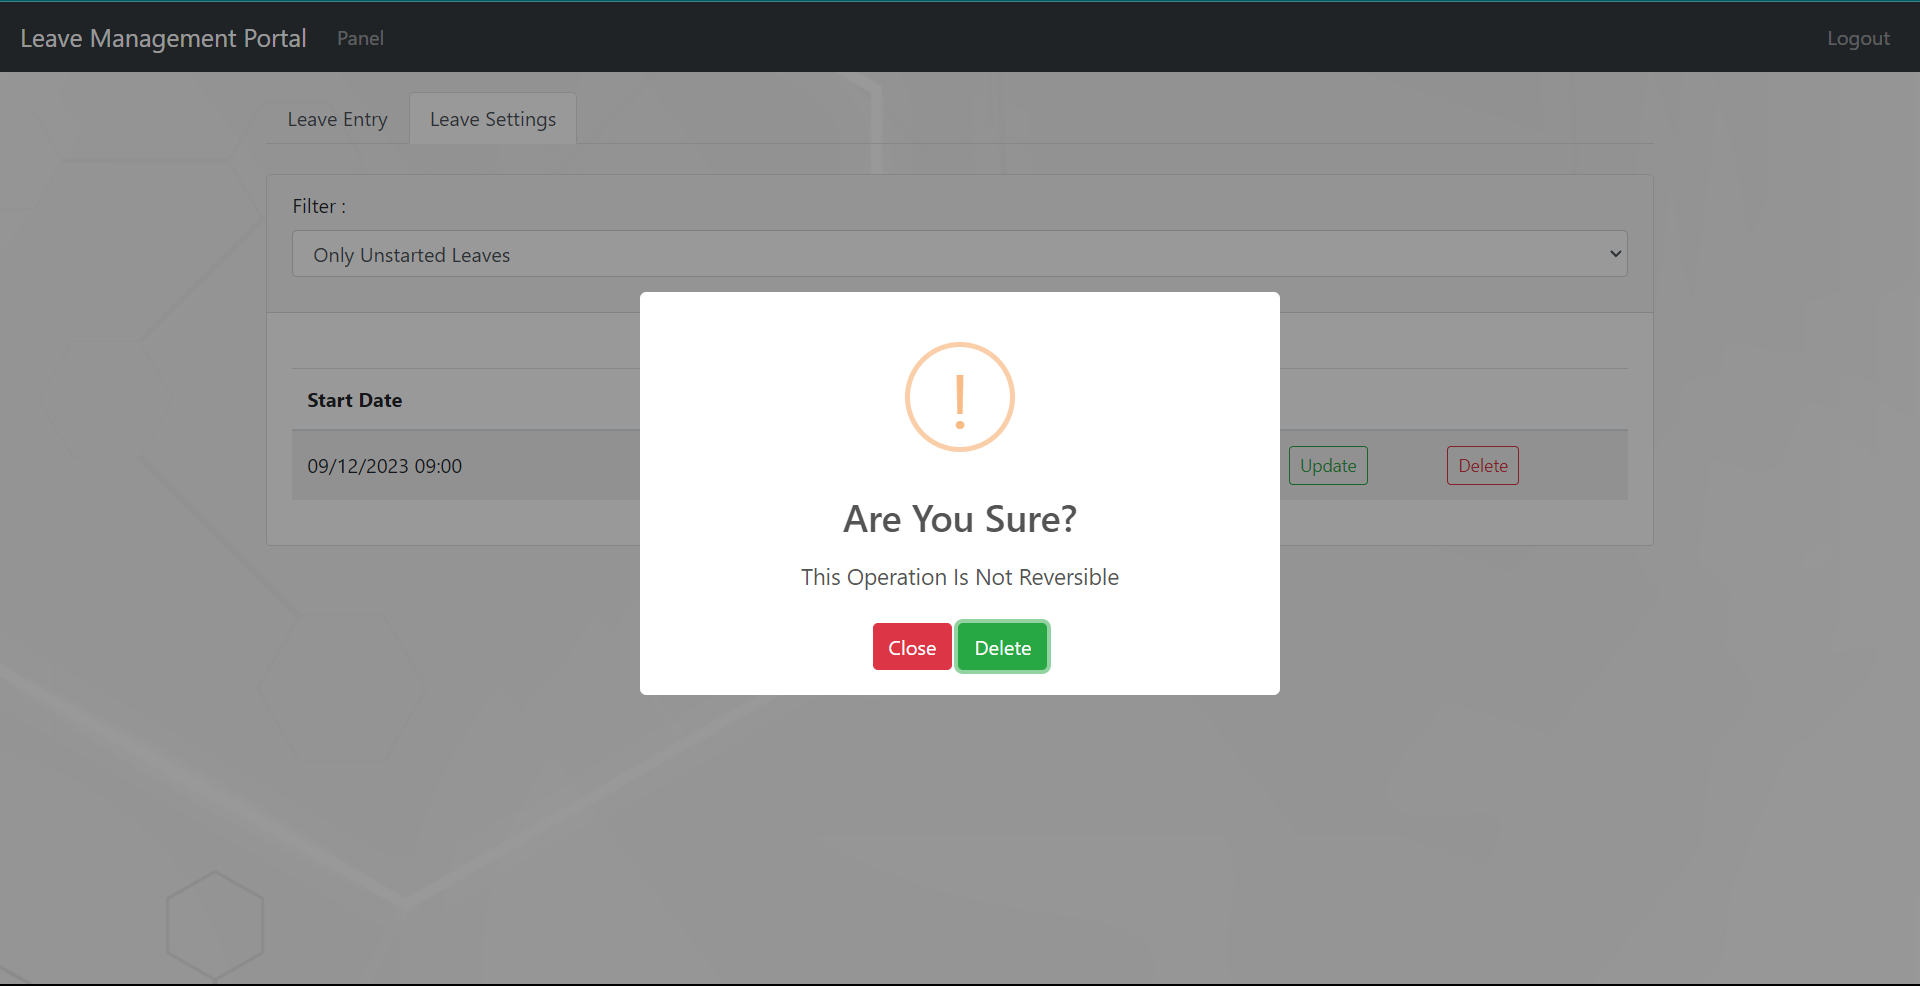 Leave Management Portal Panel Logout
Leave Entry Leave Settings
Filter :
Only Unstarted Leaves
Start Date
09/12/2023 09:00 Update Delete
!
Are You Sure?
This Operation Is Not Reversible
Close Delete